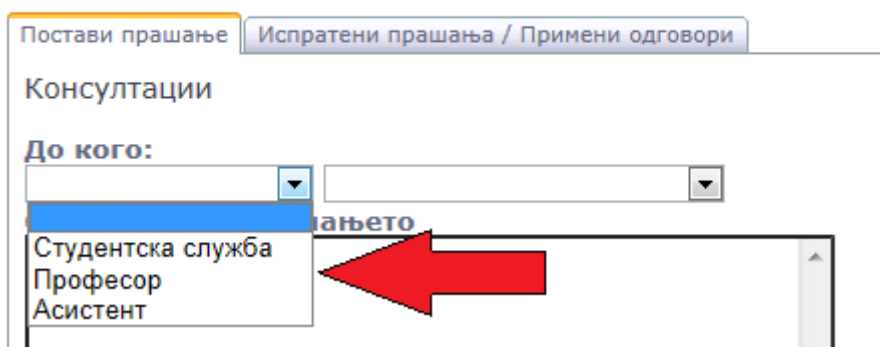 Постави прашање Испратени прашања / Примени одговори
Консултации
До кого:
Студентска служба
Професор
Асистент